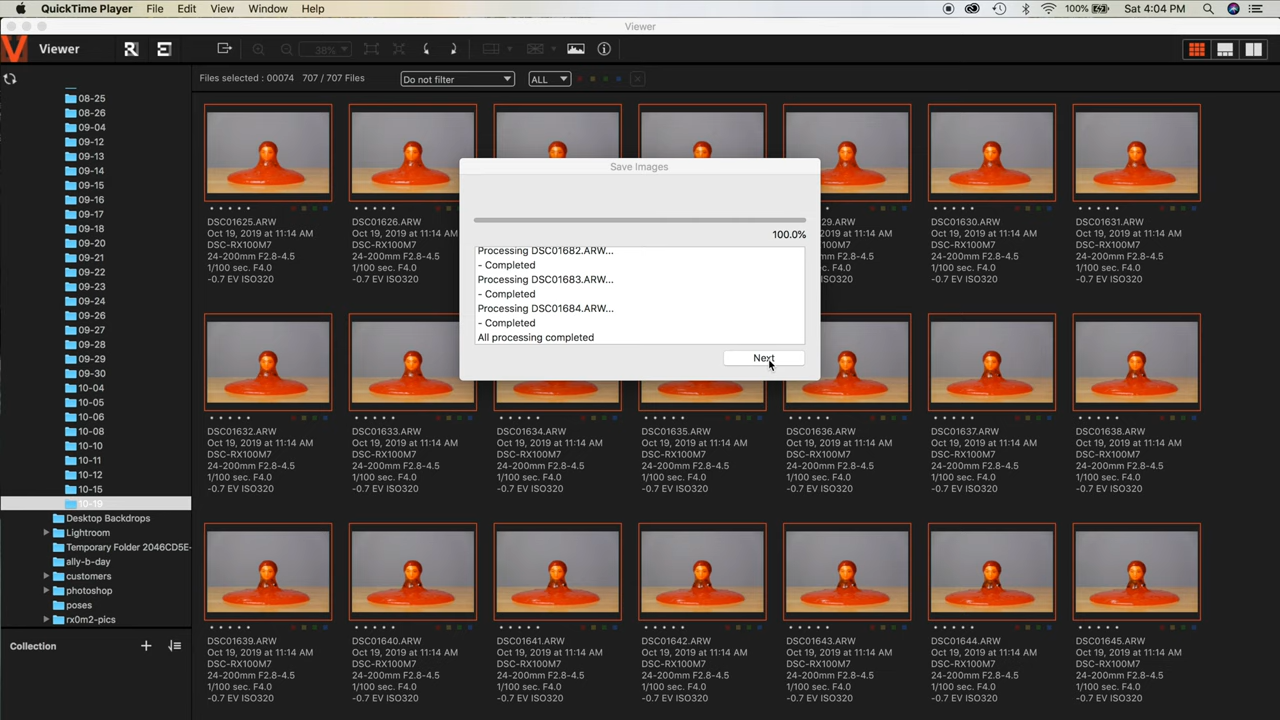 QuickTime Player File Edit View Window Help 100% Sat 4:04 PM
Viewer
Viewer 38%
Files selected : 00074 707 / 707 Files Do not filter ALL
08-25
08-26
09-04
09-12
09-13
09-14
09-15
09-16
09-17
09-18
09-20
09-21
09-22
09-23
09-24
09-26
09-27
09-28
09-29
09-30
10-04
10-05
10-06
10-08
10-10
10-11
10-12
10-15
10-19
Desktop Backdrops
Lightroom
Temporary Folder 2046CD5E-
ally-b-day
customers
photoshop
poses
rx0m2-pics
Collection
Save Images
100.0%
Processing DSC01682.ARW...
- Completed
Processing DSC01683.ARW...
- Completed
Processing DSC01684.ARW...
- Completed
All processing completed
Next
DSC01625.ARW DSC01626.ARW 29.ARW DSC01630.ARW DSC01631.ARW
Oct 19, 2019 at 11:14 AM Oct 19, 2019 at 11:14 AM Oct 19, 2019 at 11:14 AM
DSC-RX100M7 DSC-RX100M7 DSC-RX100M7 DSC-RX100M7
24-200mm F2.8-4.5 24-200mm F2.8-4.5 24-200mm F2.8-4.5
1/100 sec. F4.0 1/100 sec. F4.0 1/100 sec. F4.0 1/100 sec. F4.0
-0.7 EV ISO320 -0.7 EV ISO320 -0.7 EV ISO320 -0.7 EV ISO320
DSC01632.ARW DSC01633.ARW DSC01634.ARW DSC01635.ARW DSC01636.ARW DSC01637.ARW DSC01638.ARW
Oct 19, 2019 at 11:14 AM Oct 19, 2019 at 11:14 AM Oct 19, 2019 at 11:14 AM Oct 19, 2019 at 11:14 AM Oct 19, 2019 at 11:14 AM Oct 19, 2019 at 11:14 AM Oct 19, 2019 at 11:14 AM
DSC-RX100M7 DSC-RX100M7 DSC-RX100M7 DSC-RX100M7 DSC-RX100M7 DSC-RX100M7 DSC-RX100M7
24-200mm F2.8-4.5 24-200mm F2.8-4.5 24-200mm F2.8-4.5 24-200mm F2.8-4.5 24-200mm F2.8-4.5 24-200mm F2.8-4.5 24-200mm F2.8-4.5
1/100 sec. F4.0 1/100 sec. F4.0 1/100 sec. F4.0 1/100 sec. F4.0 1/100 sec. F4.0 1/100 sec. F4.0 1/100 sec. F4.0
-0.7 EV ISO320 -0.7 EV ISO320 -0.7 EV ISO320 -0.7 EV ISO320 -0.7 EV ISO320 -0.7 EV ISO320 -0.7 EV ISO320
DSC01639.ARW DSC01640.ARW DSC01641.ARW DSC01642.ARW DSC01643.ARW DSC01644.ARW DSC01645.ARW
Oct 19, 2019 at 11:14 AM Oct 19, 2019 at 11:14 AM Oct 19, 2019 at 11:14 AM Oct 19, 2019 at 11:14 AM Oct 19, 2019 at 11:14 AM Oct 19, 2019 at 11:14 AM Oct 19, 2019 at 11:14 AM
DSC-RX100M7 DSC-RX100M7 DSC-RX100M7 DSC-RX100M7 DSC-RX100M7 DSC-RX100M7 DSC-RX100M7
24-200mm F2.8-4.5 24-200mm F2.8-4.5 24-200mm F2.8-4.5 24-200mm F2.8-4.5 24-200mm F2.8-4.5 24-200mm F2.8-4.5 24-200mm F2.8-4.5
1/100 sec. F4.0 1/100 sec. F4.0 1/100 sec. F4.0 1/100 sec. F4.0 1/100 sec. F4.0 1/100 sec. F4.0 1/100 sec. F4.0
-0.7 EV ISO320 -0.7 EV ISO320 -0.7 EV ISO320 -0.7 EV ISO320 -0.7 EV ISO320 -0.7 EV ISO320 -0.7 EV ISO320